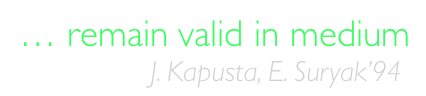 … remain valid in medium
J. Kapusta, E. Suryak'94